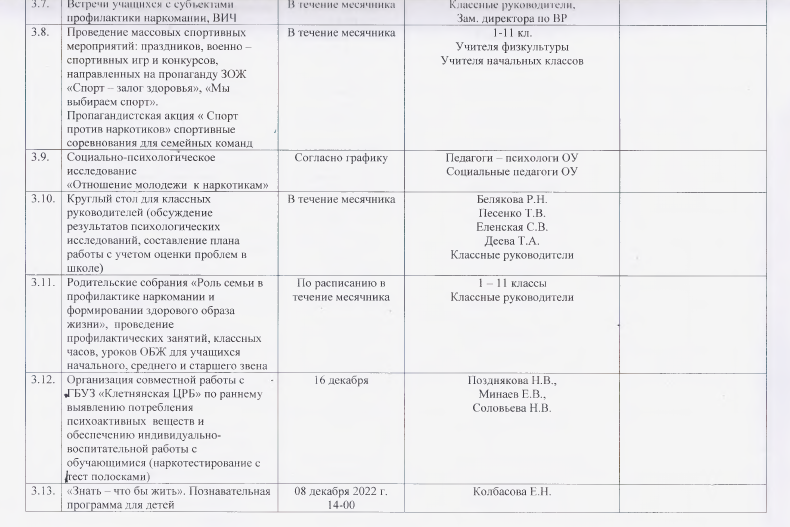 3.7. Встречи учащихся с субъектами профилактики наркомании, ВИЧ В течение месячника Классные руководители, Зам. директора по ВР
3.8. Проведение массовых спортивных
мероприятий: праздников, военно –
спортивных игр и конкурсов,
направленных на пропаганду ЗОЖ
«Спорт – залог здоровья», «Мы
выбираем спорт».
Пропагандистская акция « Спорт
против наркотиков» спортивные
соревнования для семейных команд
В течение месячника
1-11 кл.
Учителя физкультуры
Учителя начальных классов
3.9. Социально-психологическое
исследование
«Отношение молодежи к наркотикам»
Согласно графику
Педагоги – психологи ОУ
Социальные педагоги ОУ
3.10. Круглый стол для классных
руководителей (обсуждение
результатов психологических
исследований, составление плана
работы с учетом оценки проблем в
школе)
В течение месячника
Белякова Р.Н.
Песенко Т.В.
Еленская С.В.
Деева Т.А.
Классные руководители
3.11. Родительские собрания «Роль семьи в
профилактике наркомании и
формировании здорового образа
жизни», проведение
профилактических занятий, классных
часов, уроков ОБЖ для учащихся
начального, среднего и старшего звена
По расписанию в
течение месячника
1 – 11 классы
Классные руководители
3.12. Организация совместной работы с
ГБУЗ «Клетнянская ЦРБ» по раннему
выявлению потребления
психоактивных веществ и
обеспечению индивидуально-
воспитательной работы с
обучающимися (наркотестирование с
тест полосками)
16 декабря
Позднякова Н.В.,
Минаев Е.В.,
Соловьева Н.В.
3.13. «Знать – что бы жить». Познавательная
программа для детей
08 декабря 2022 г.
14-00
Колбасова Е.Н.